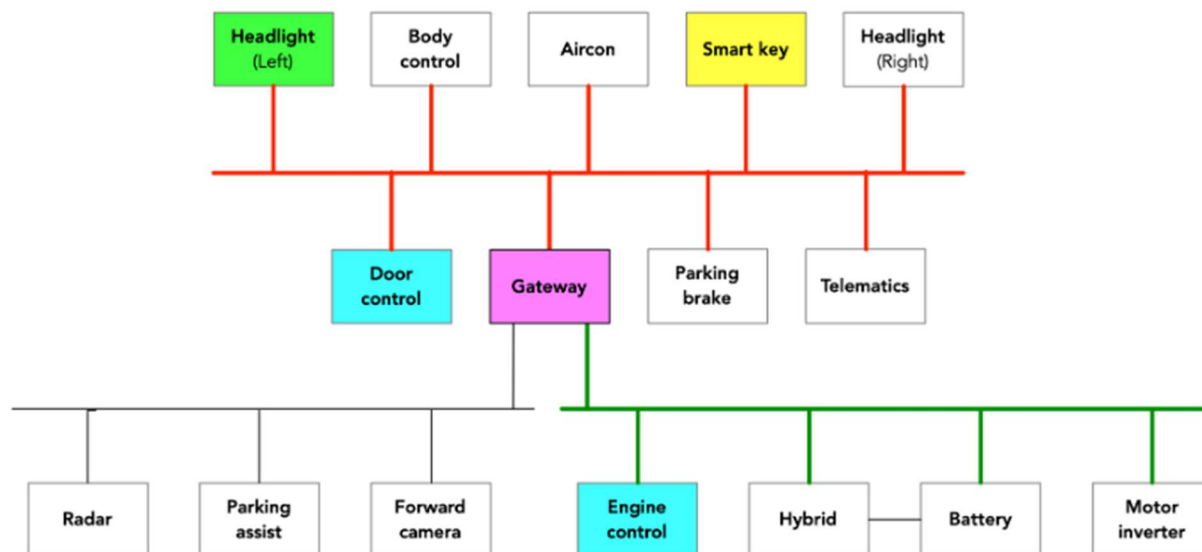 Headlight
(Left)
Body
control
Aircon
Smart key
Headlight
(Right)
Door
control
Gateway
Parking
brake
Telematics
Radar
Parking
assist
Forward
camera
Engine
control
Hybrid
Battery
Motor
inverter